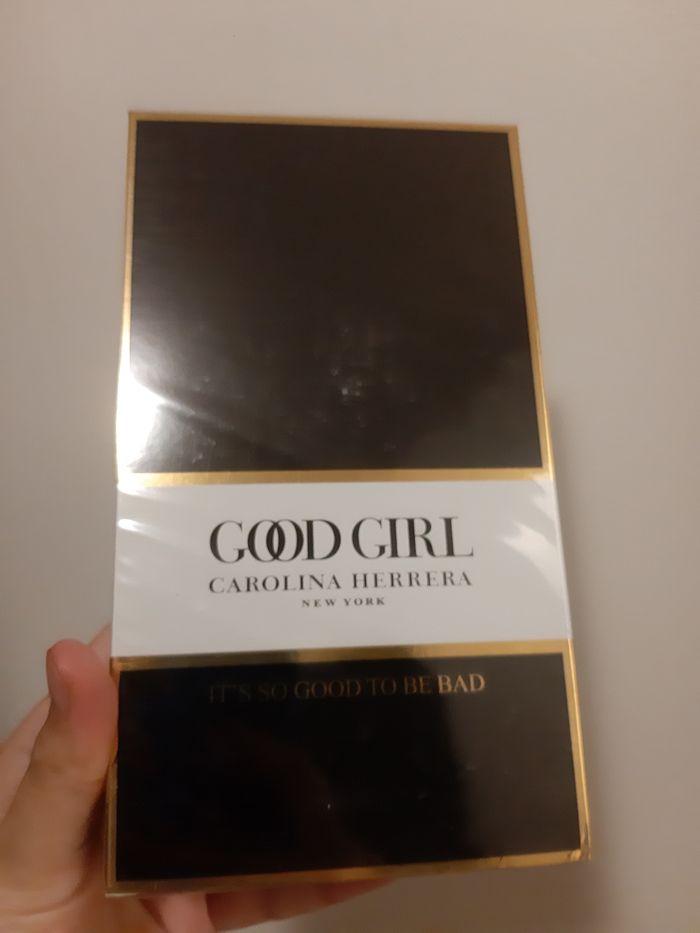 GOOD GIRL
CAROLINA HERRERA
NEW YORK
IT'S SO GOOD TO BE BAD